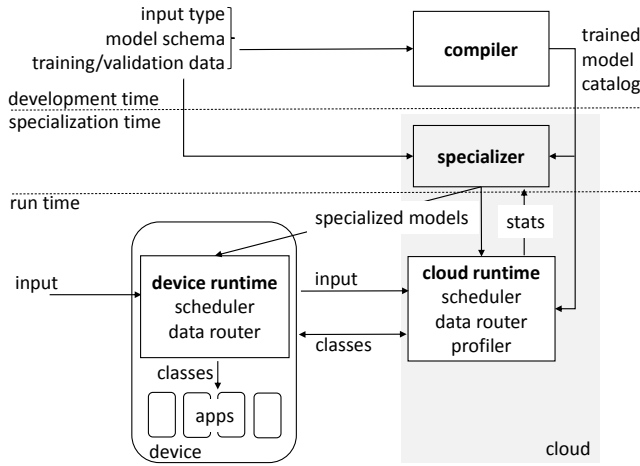 input type
model schema
training/validation data
compiler
trained
model
catalog
development time
specialization time
specializer
run time
specialized models
stats
input
device runtime
scheduler
data router
input
cloud runtime
scheduler
data router
profiler
classes
classes
apps
device
cloud